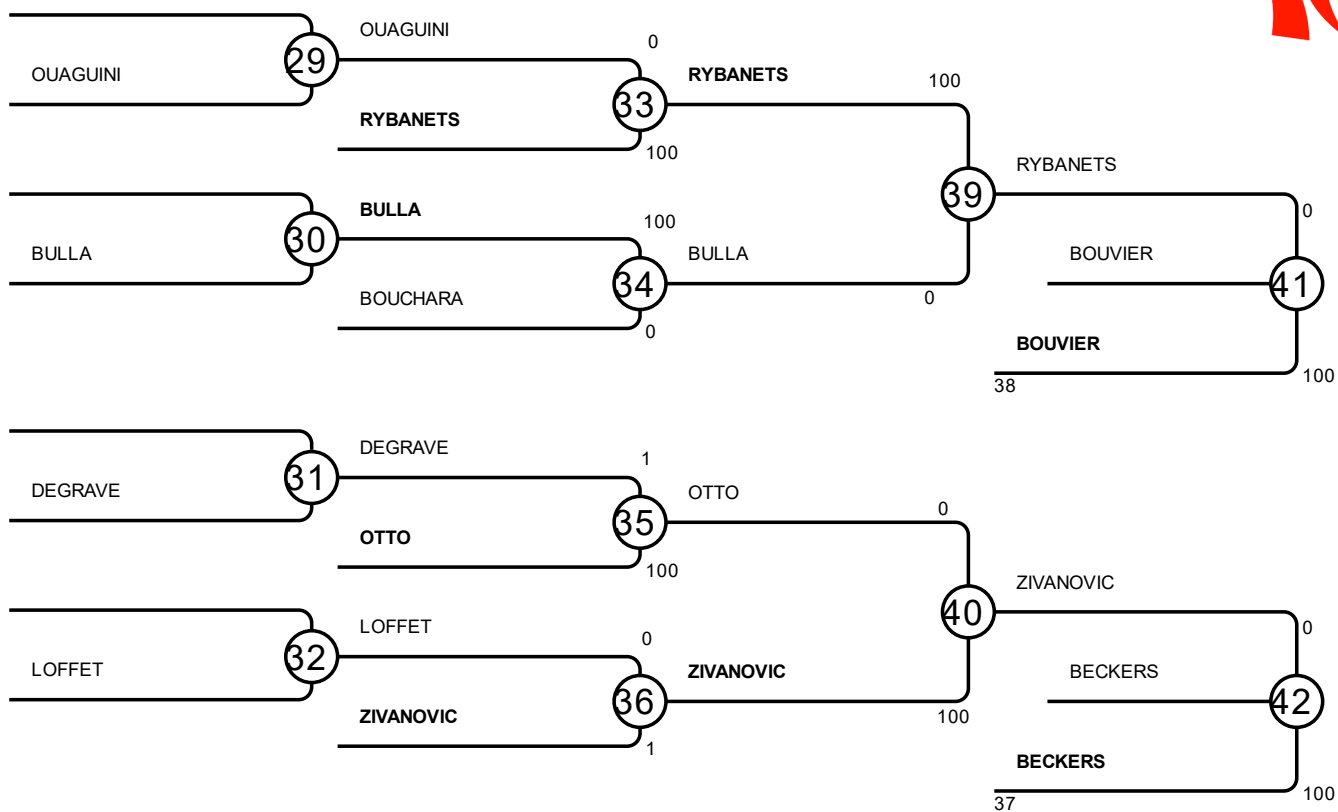 OUAGUINI
0
29
OUAGUINI
RYBANETS
100
33
RYBANETS
100
RYBANETS
39
BULLA
100
0
30
BULLA
BULLA
BOUVIER
34
41
BOUCHARA
0
0
BOUVIER
100
38
DEGRAVE
1
31
DEGRAVE
OTTO
0
35
OTTO
100
ZIVANOVIC
40
LOFFET
0
0
32
LOFFET
ZIVANOVIC
BECKERS
36
42
ZIVANOVIC
100
1
BECKERS
100
37